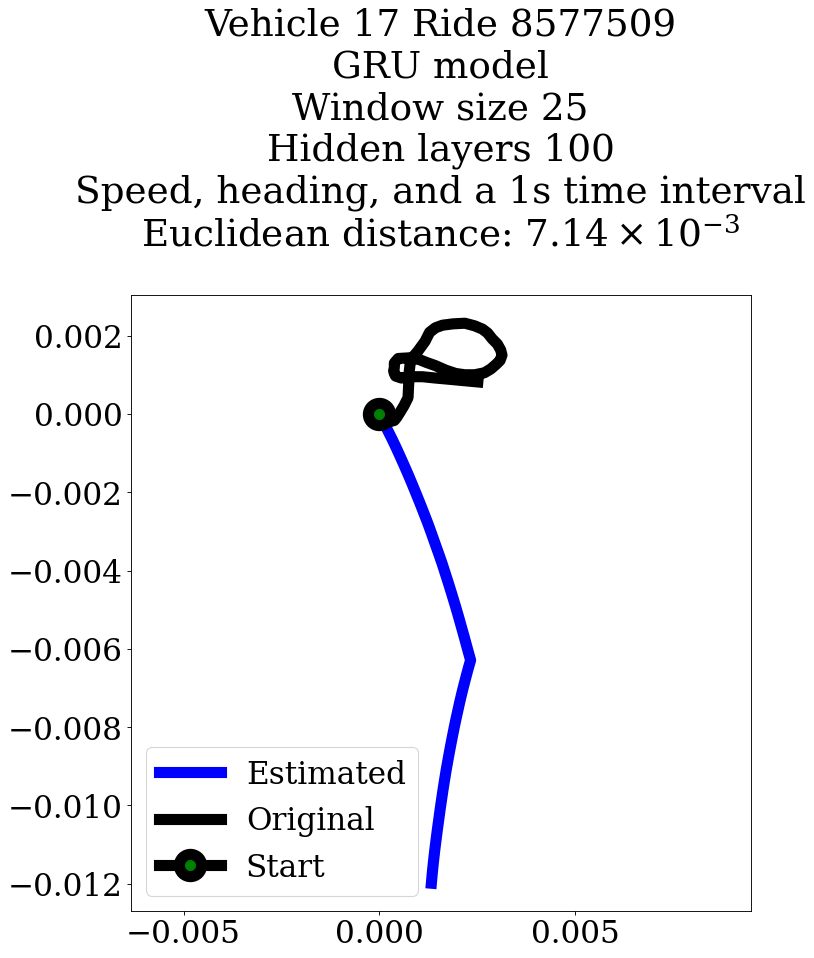 Vehicle 17 Ride 8577509
GRU model
Window size 25
Hidden layers 100
Speed, heading, and a 1s time interval
Euclidean distance: 7.14 × 10⁻³
0.002
0.000
−0.002
−0.004
−0.006
−0.008
−0.010
−0.012
Estimated
Original
Start
−0.005
0.000
0.005